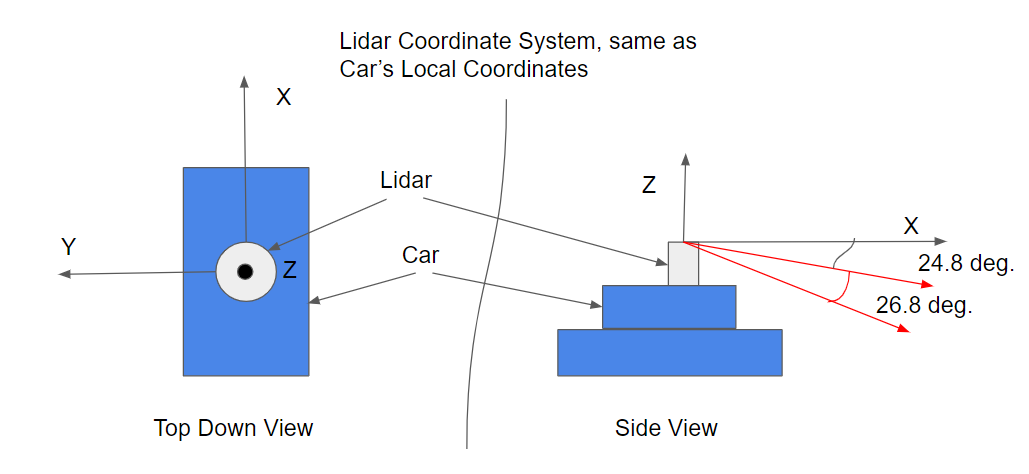 Lidar Coordinate System, same as
Car’s Local Coordinates
X
Lidar
Z
Y
X
Car
Z
24.8 deg.
26.8 deg.
Top Down View
Side View